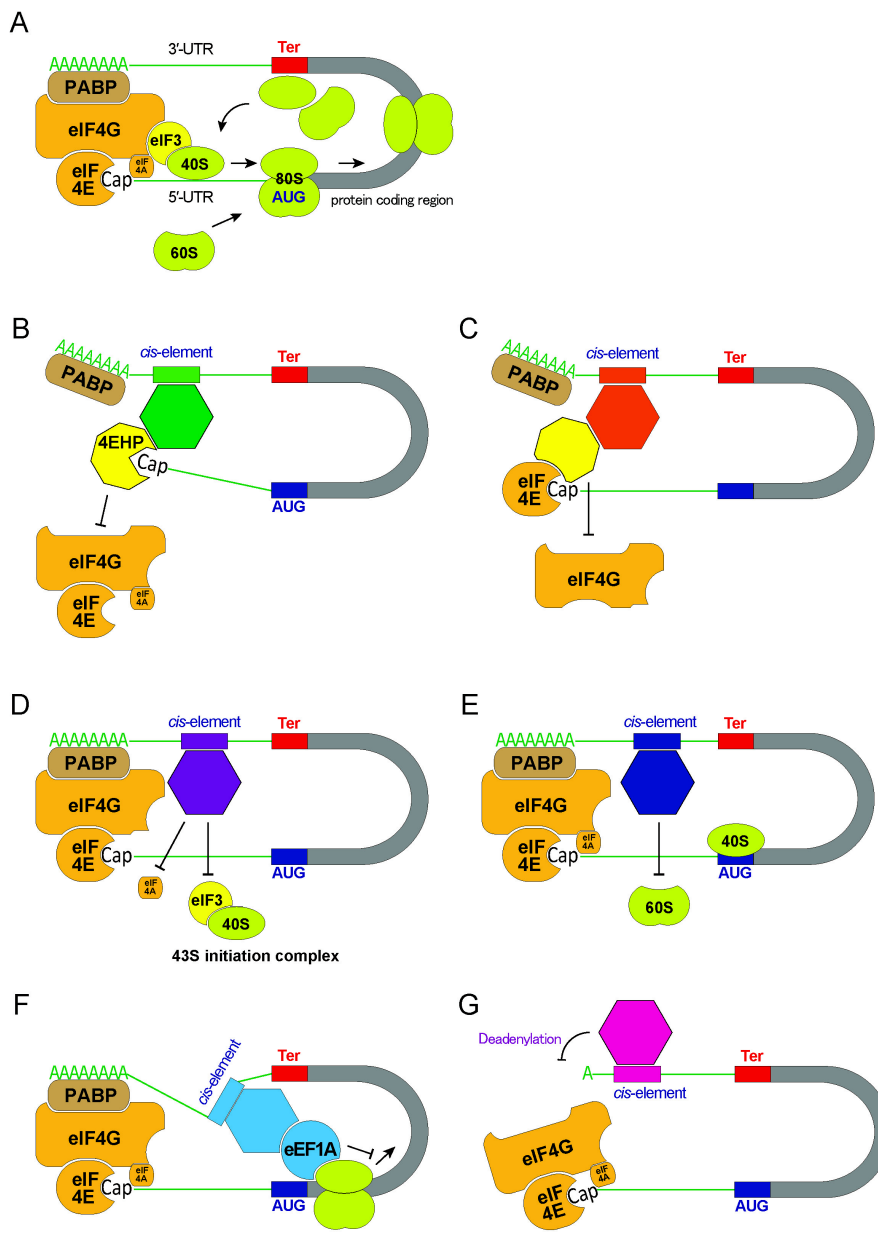 A
AAAAAAAA
3′-UTR
Ter
PABP
eIF4G
eIF3
eIF
4A
40S
80S
eIF
4E
Cap
5′-UTR
AUG
protein coding region
60S
B
AAAAAAAA
cis-element
Ter
PABP
4EHP
Cap
AUG
eIF4G
eIF
4E
eIF
4A
C
AAAAAAAA
cis-element
Ter
PABP
eIF
4E
Cap
eIF4G
D
AAAAAAAA
cis-element
Ter
PABP
eIF4G
eIF
4E
Cap
AUG
eIF
4A
eIF3
40S
43S initiation complex
E
AAAAAAAA
cis-element
Ter
PABP
eIF4G
eIF
4A
40S
eIF
4E
Cap
AUG
60S
F
AAAAAAAA
cis-element
Ter
PABP
eIF4G
eEF1A
eIF
4A
eIF
4E
Cap
AUG
G
Deadenylation
A
Ter
cis-element
eIF4G
eIF
4A
eIF
4E
Cap
AUG